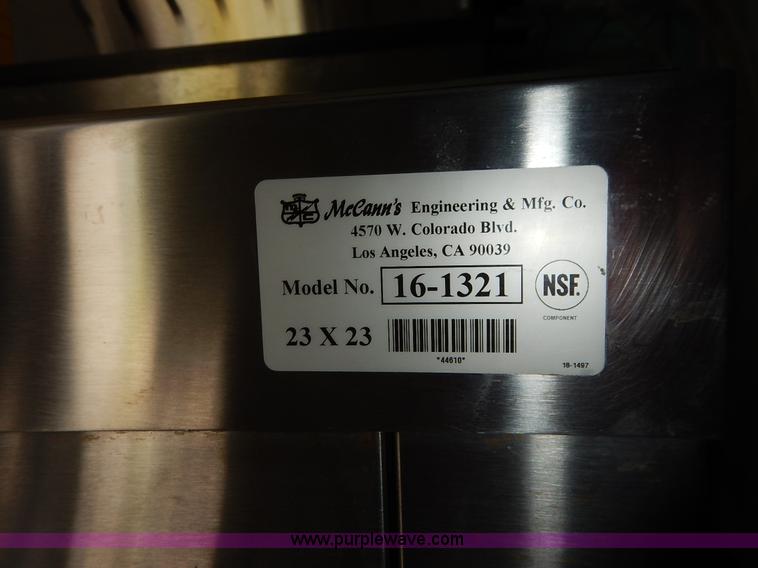 McCann's Engineering & Mfg. Co.
4570 W. Colorado Blvd.
Los Angeles, CA 90039
Model No. 16-1321
NSF.
COMPONENT
23 X 23
*44610*
18-1497
www.purplewave.com